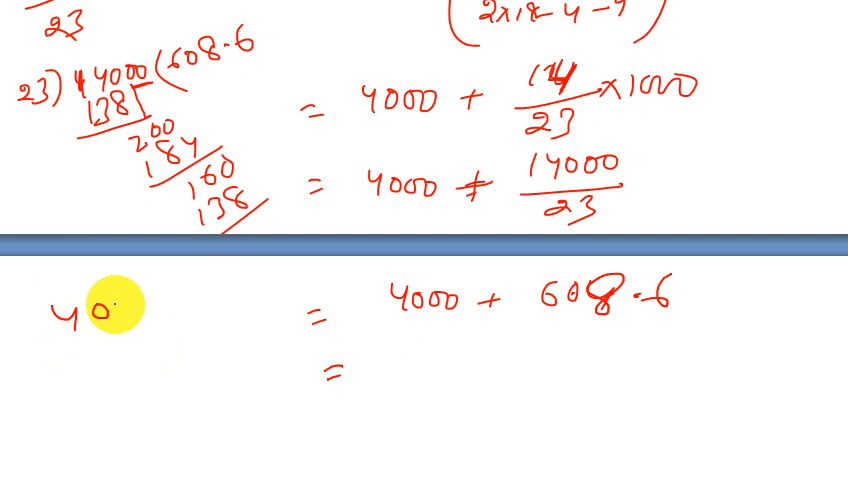 23
(2×18-4-9)
23) 14000 (608.6
138
200
184
160
138
= 4000 + 14/23 × 1000
= 4000 + 14000/23
= 4000 + 608.6
40
=